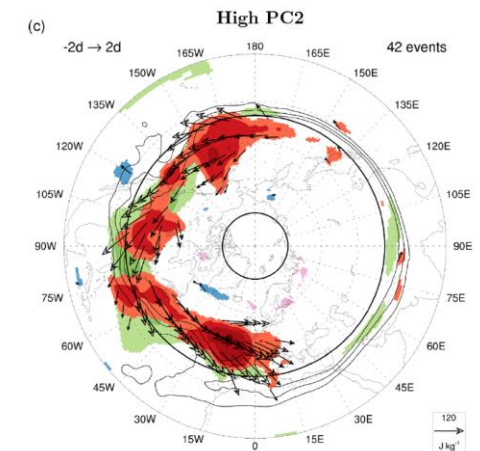 (c)
High PC2
-2d → 2d
42 events
165W
180
165E
150W
150E
135W
135E
120W
120E
105W
105E
90W
90E
75W
75E
60W
60E
45W
45E
30W
30E
15W
0
15E
120
J kg⁻¹